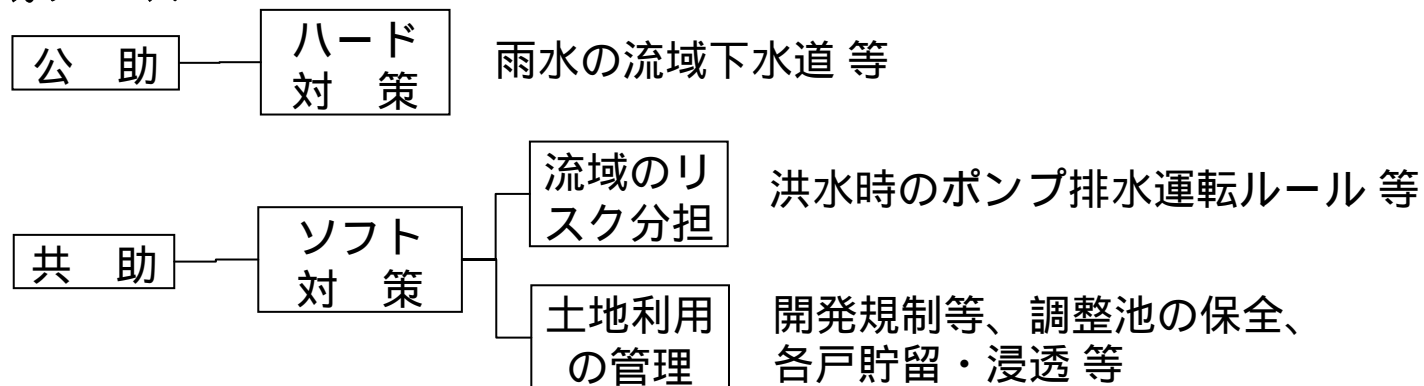 公 助
ハード
対 策
雨水の流域下水道 等
流域のリ
スク分担
洪水時のポンプ排水運転ルール 等
共 助
ソフト
対 策
土地利用
の管理
開発規制等、調整池の保全、
各戸貯留・浸透 等